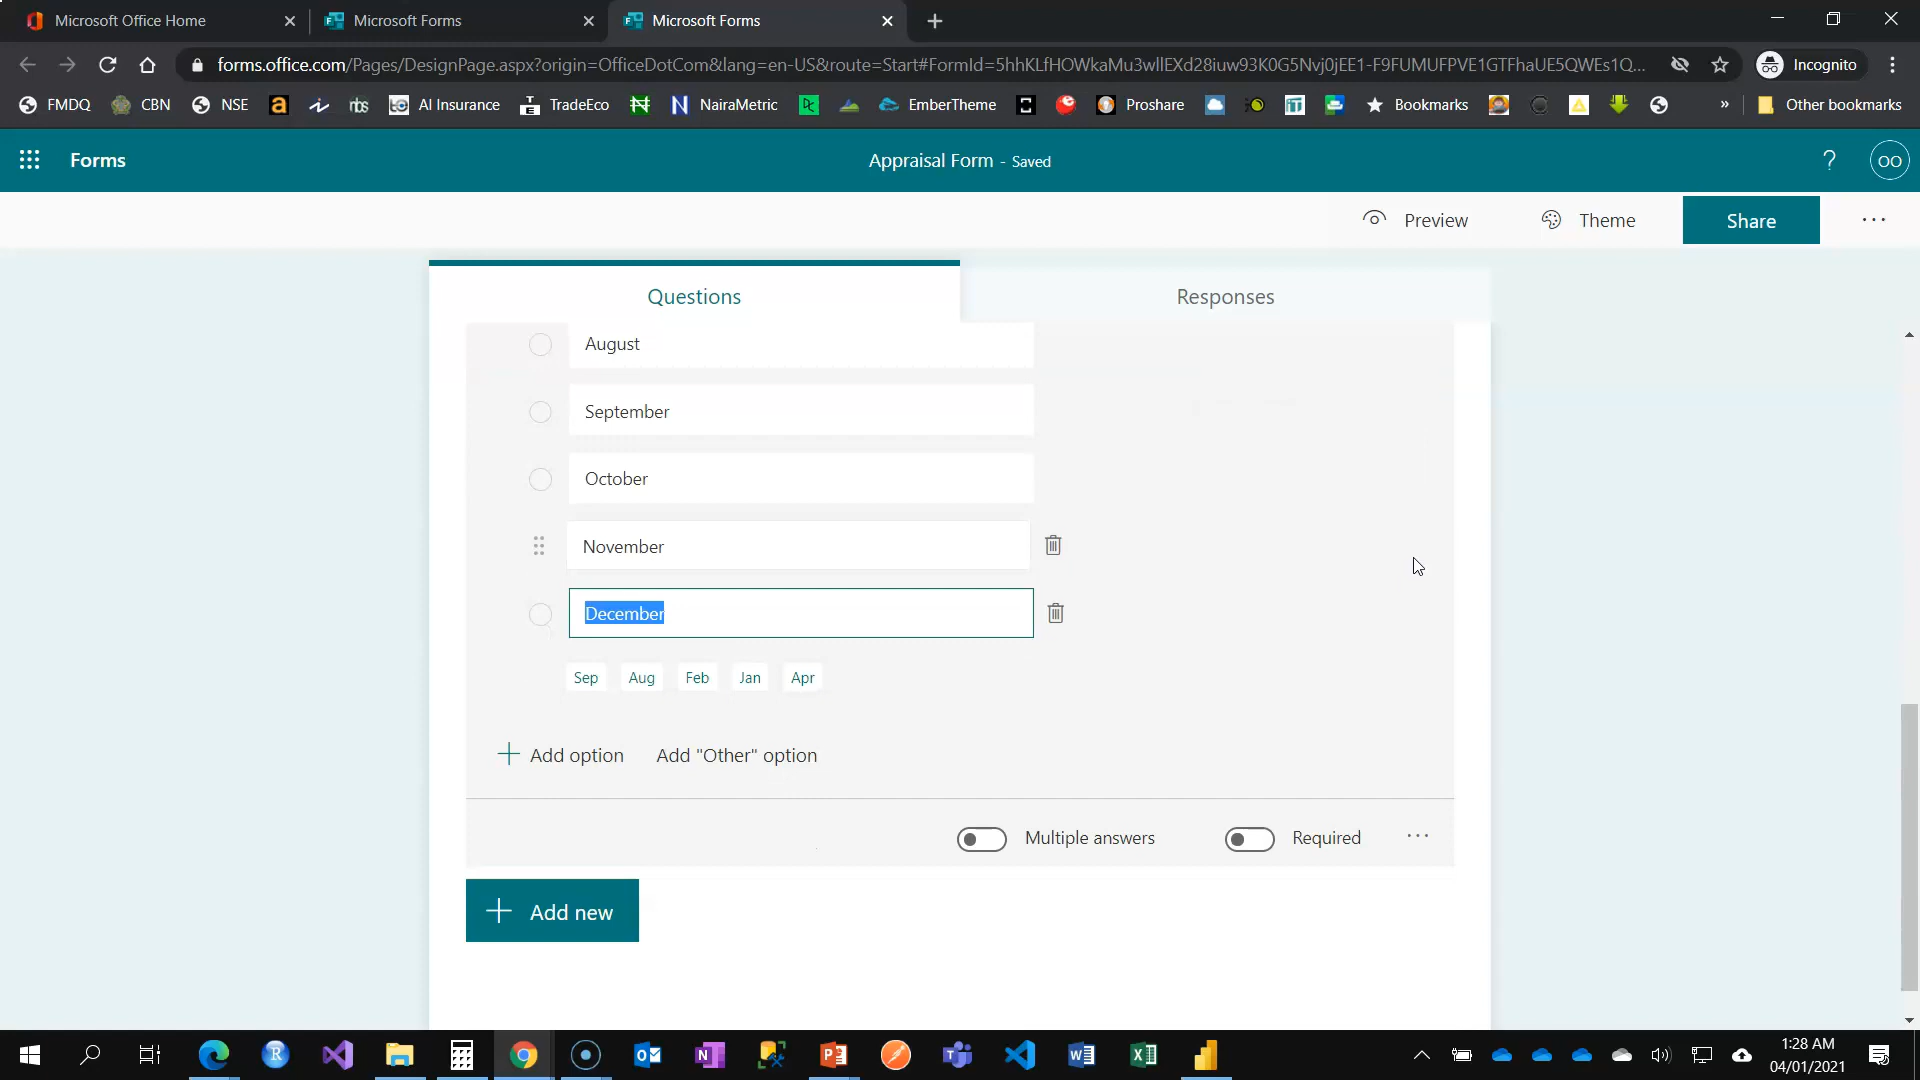 Microsoft Office Home
Microsoft Forms
Microsoft Forms
forms.office.com/Pages/DesignPage.aspx?origin=OfficeDotCom&lang=en-US&route=Start#FormId=5hhKLfHOWkaMu3wllEXd28iuw93K0G5Nvj0jEE1-F9FUMUFPVE1GTFhaUE5QWEs1Q...
Incognito
FMDQ
CBN
NSE
AI Insurance
TradeEco
NairaMetric
EmberTheme
Proshare
Bookmarks
»
Other bookmarks
Forms
Appraisal Form - Saved
?
OO
Preview
Theme
Share
...
Questions
Responses
August
September
October
November
December
Sep Aug Feb Jan Apr
Add option
Add "Other" option
Multiple answers
Required
...
Add new
1:28 AM
04/01/2021